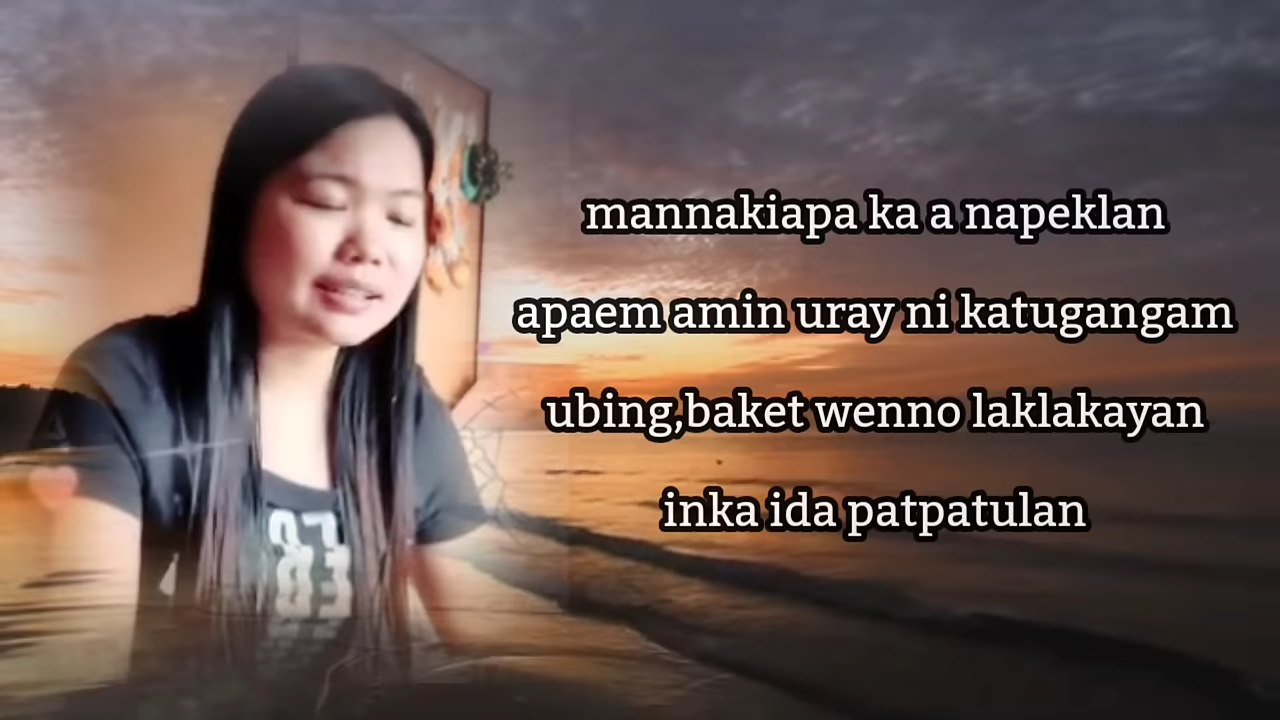 mannakiapa ka a napeklan
apaem amin uray ni katugangam
ubing,baket wenno laklakayan
inka ida patpatulan